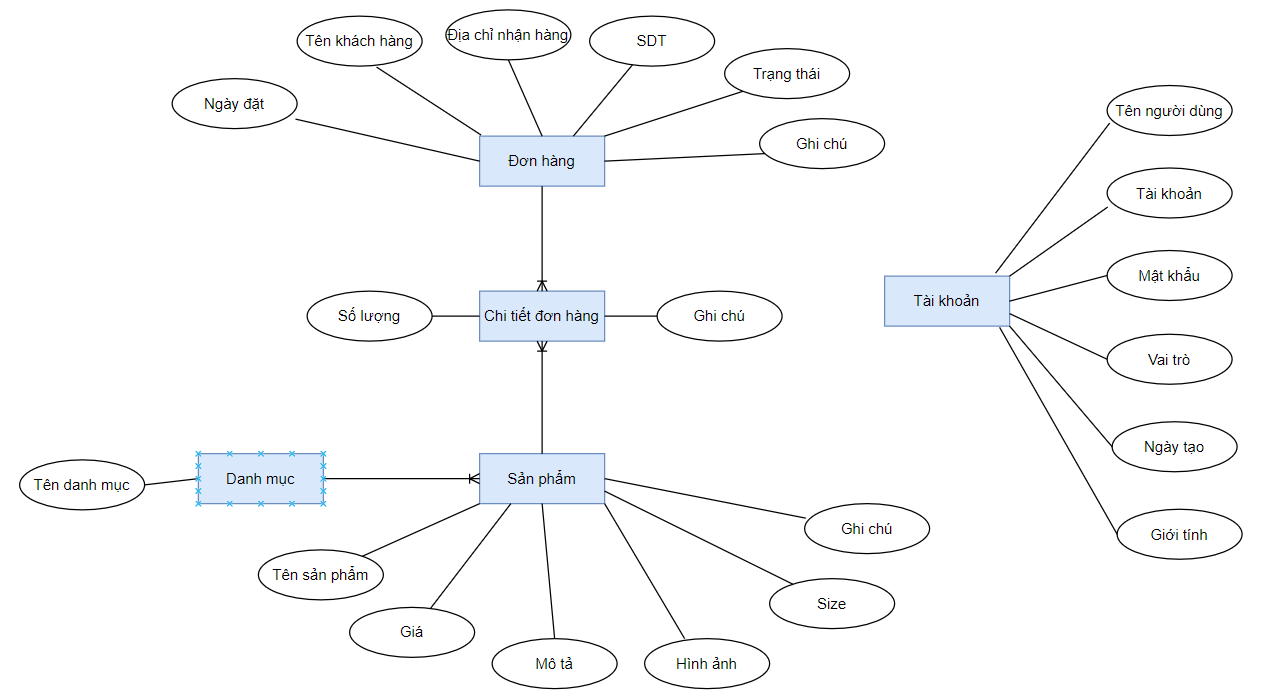 Địa chỉ nhận hàng
Tên khách hàng
SDT
Trạng thái
Ngày đặt
Tên người dùng
Ghi chú
Đơn hàng
Tài khoản
Mật khẩu
Tài khoản
Số lượng
Chi tiết đơn hàng
Ghi chú
Vai trò
Ngày tạo
Tên danh mục
Danh mục
Sản phẩm
Ghi chú
Giới tính
Tên sản phẩm
Size
Giá
Mô tả
Hình ảnh